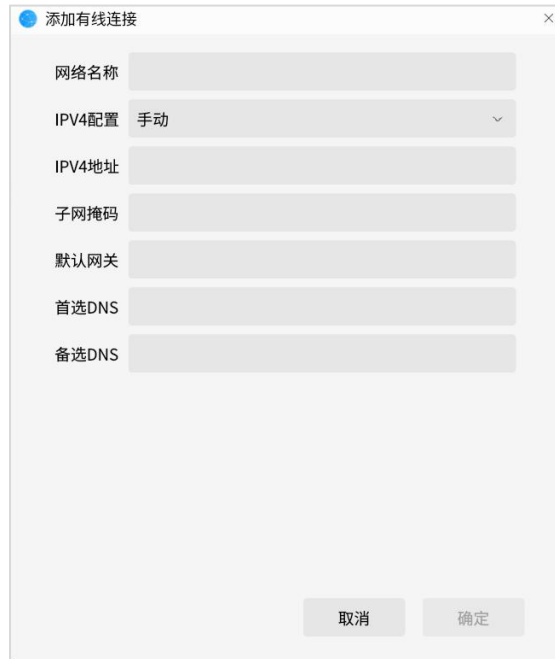 添加有线连接
网络名称
IPV4配置 手动
IPV4地址
子网掩码
默认网关
首选DNS
备选DNS
取消 确定